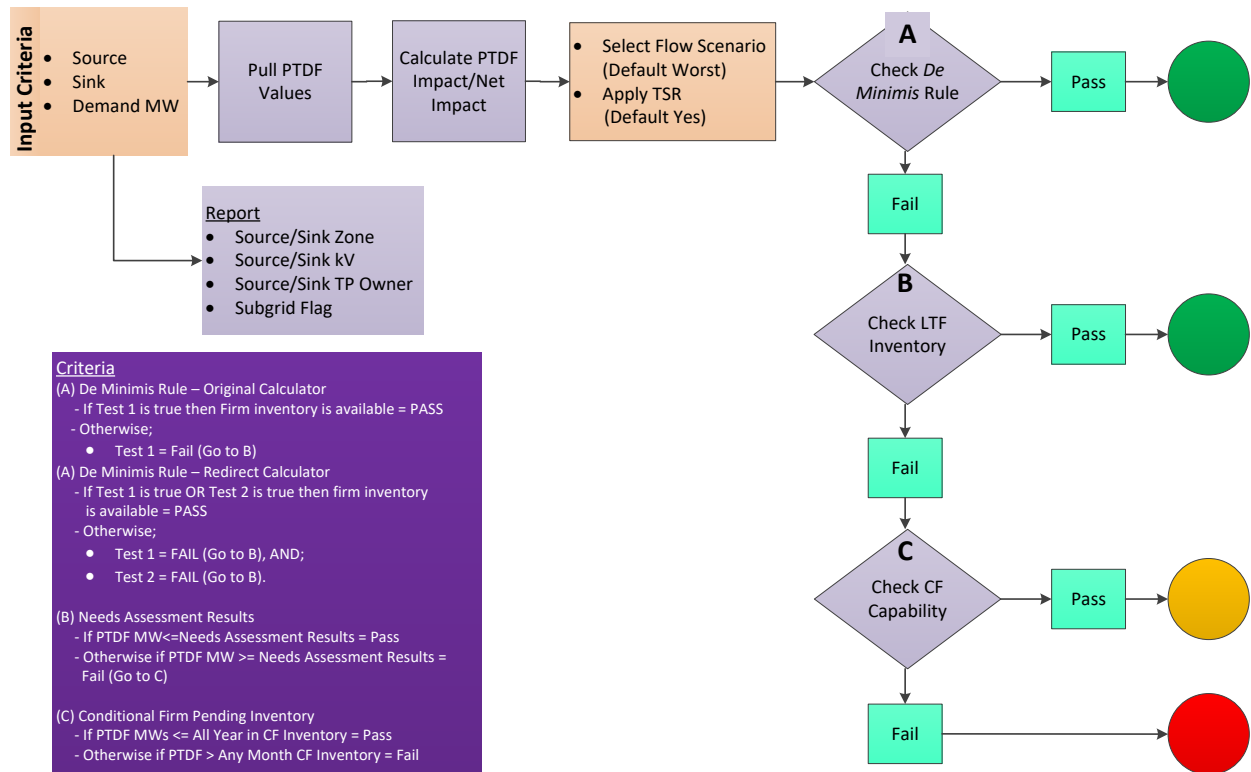 Input Criteria
• Source
• Sink
• Demand MW
Pull PTDF
Values
Calculate PTDF
Impact/Net
Impact
• Select Flow Scenario
(Default Worst)
• Apply TSR
(Default Yes)
A
Check De
Minimis Rule
Pass
Fail
Report
• Source/Sink Zone
• Source/Sink kV
• Source/Sink TP Owner
• Subgrid Flag
B
Check LTF
Inventory
Pass
Fail
C
Check CF
Capability
Pass
Fail
Criteria
(A) De Minimis Rule – Original Calculator
- If Test 1 is true then Firm inventory is available = PASS
- Otherwise;
• Test 1 = Fail (Go to B)
(A) De Minimis Rule – Redirect Calculator
- If Test 1 is true OR Test 2 is true then firm inventory
is available = PASS
- Otherwise;
• Test 1 = FAIL (Go to B), AND;
• Test 2 = FAIL (Go to B).
(B) Needs Assessment Results
- If PTDF MW<=Needs Assessment Results = Pass
- Otherwise if PTDF MW >= Needs Assessment Results =
Fail (Go to C)
(C) Conditional Firm Pending Inventory
- If PTDF MWs <= All Year in CF Inventory = Pass
- Otherwise if PTDF > Any Month CF Inventory = Fail